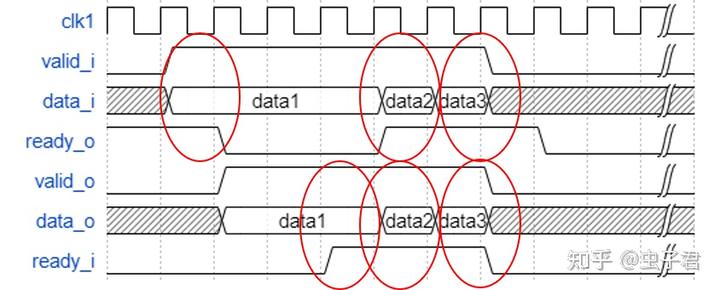 clk1
valid_i
data_i data1 data2 data3
ready_o
valid_o
data_o data1 data2 data3
ready_i
知乎 @虫子君